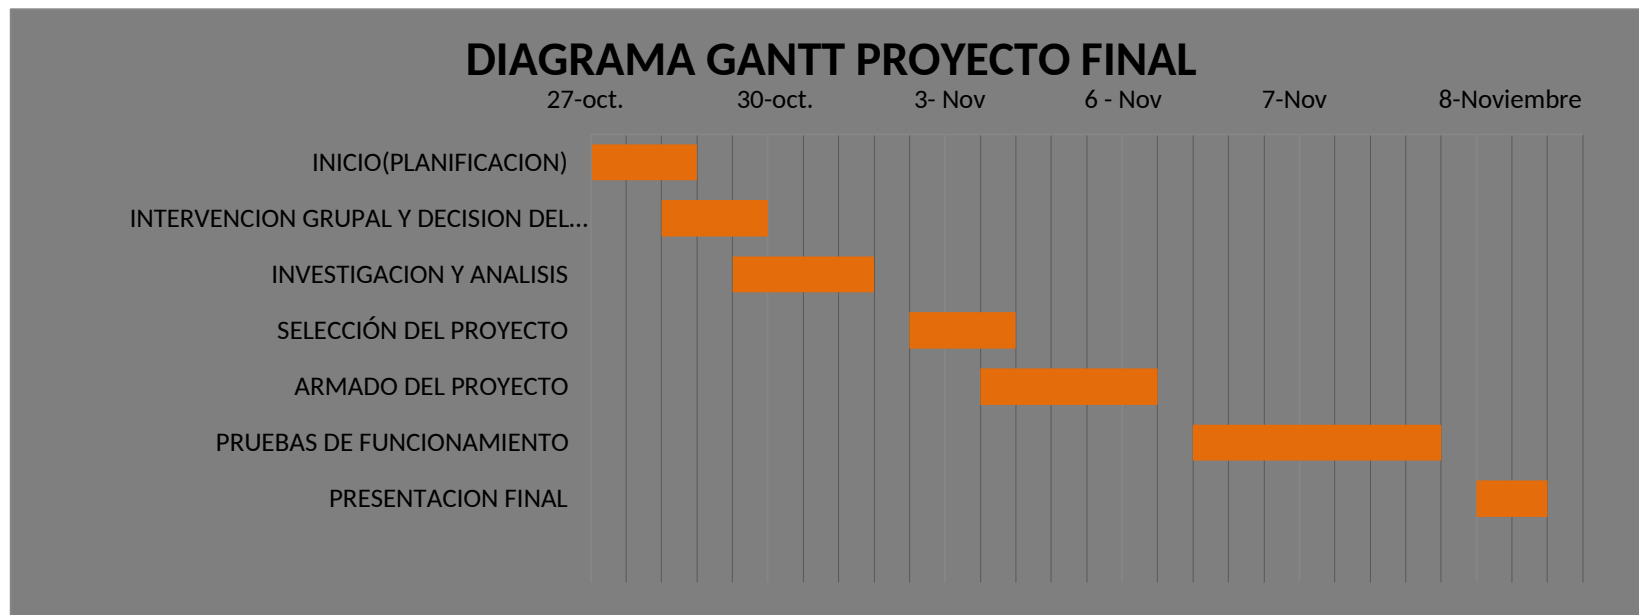 DIAGRAMA GANTT PROYECTO FINAL
27-oct. 30-oct. 3- Nov 6 - Nov 7-Nov 8-Noviembre
INICIO(PLANIFICACION)
INTERVENCION GRUPAL Y DECISION DEL...
INVESTIGACION Y ANALISIS
SELECCIÓN DEL PROYECTO
ARMADO DEL PROYECTO
PRUEBAS DE FUNCIONAMIENTO
PRESENTACION FINAL